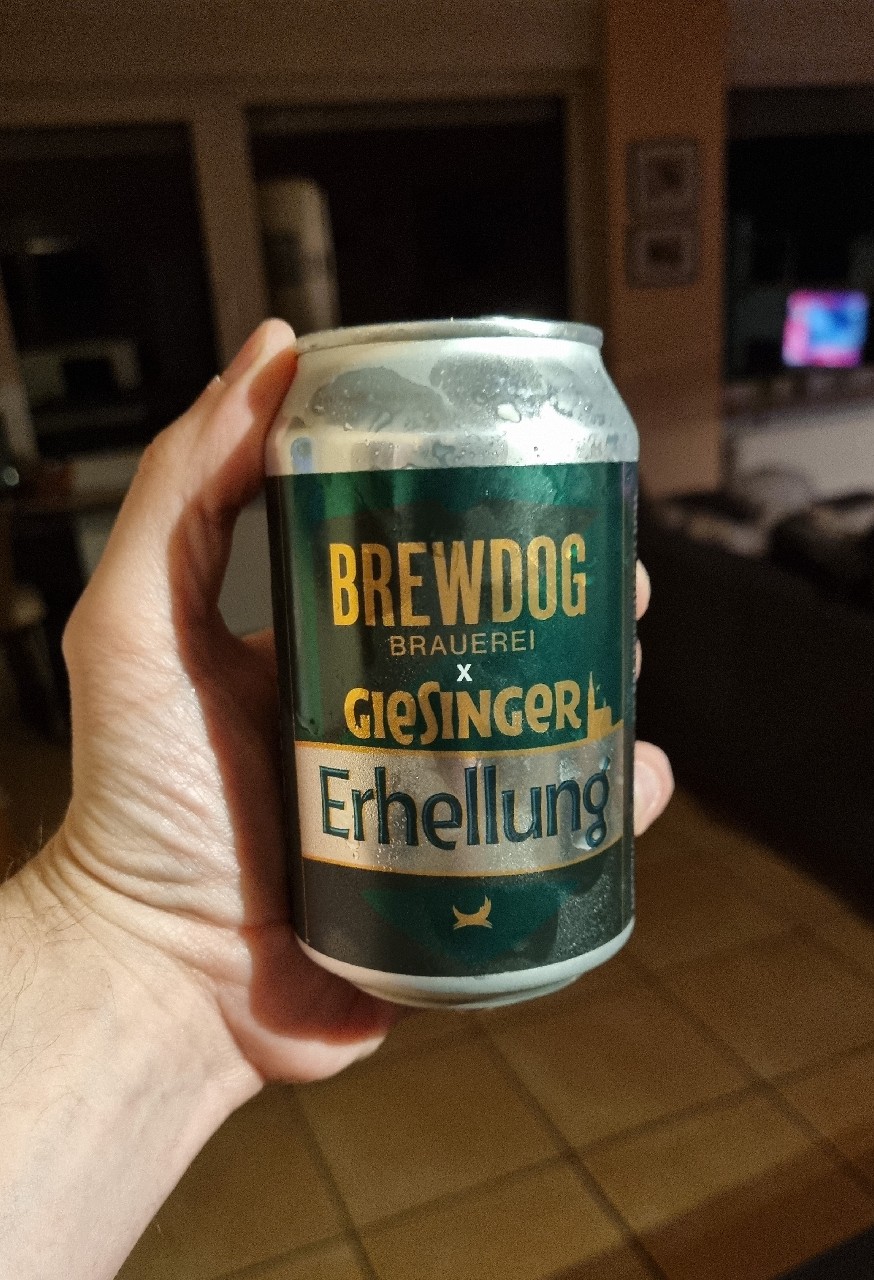 BREWDOG
BRAUEREI
X
GIeSINGeR
Erhellung